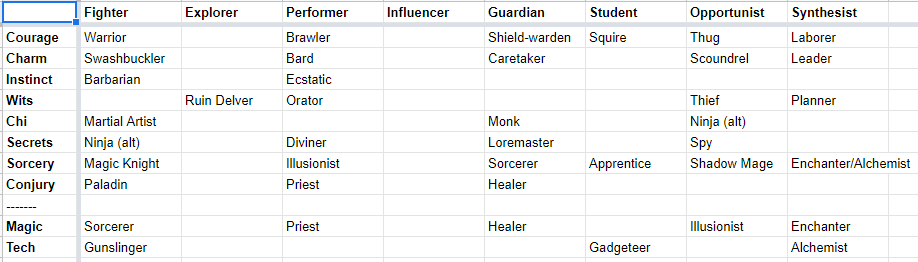 Fighter Explorer Performer Influencer Guardian Student Opportunist Synthesist
Courage Warrior Brawler Shield-warden Squire Thug Laborer
Charm Swashbuckler Bard Caretaker Scoundrel Leader
Instinct Barbarian Ecstatic
Wits Ruin Delver Orator Thief Planner
Chi Martial Artist Monk Ninja (alt)
Secrets Ninja (alt) Diviner Loremaster Spy
Sorcery Magic Knight Illusionist Sorcerer Apprentice Shadow Mage Enchanter/Alchemist
Conjury Paladin Priest Healer
-------
Magic Sorcerer Priest Healer Illusionist Enchanter
Tech Gunslinger Gadgeteer Alchemist